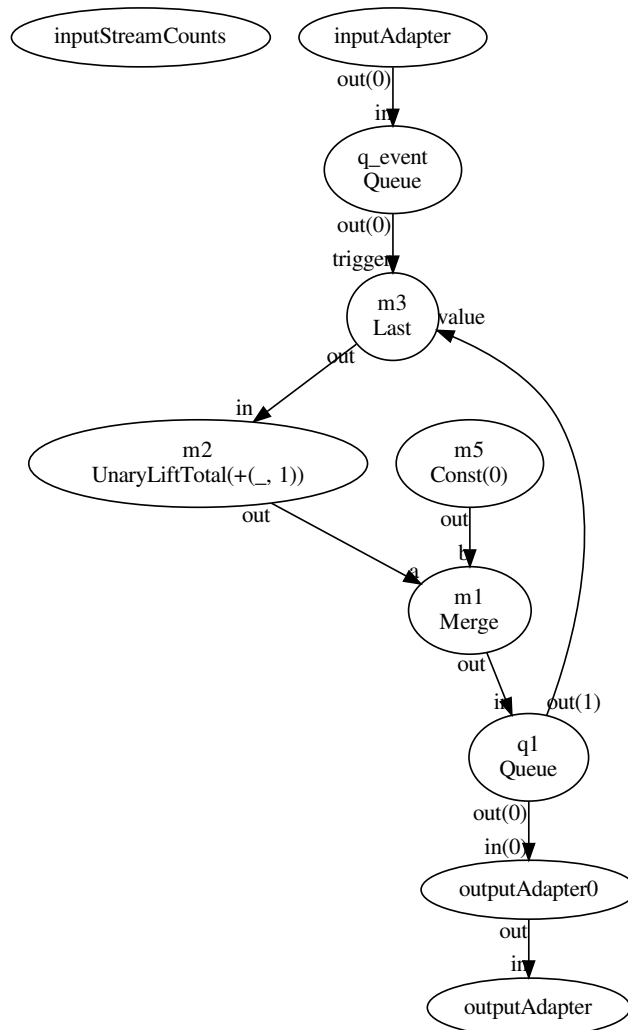 inputStreamCounts
inputAdapter
out(0)
in
q_event
Queue
out(0)
trigger
m3
Last
value
out
in
m2
UnaryLiftTotal(+(_, 1))
m5
Const(0)
out
out
b
a
m1
Merge
out
in
out(1)
q1
Queue
out(0)
in(0)
outputAdapter0
out
in
outputAdapter